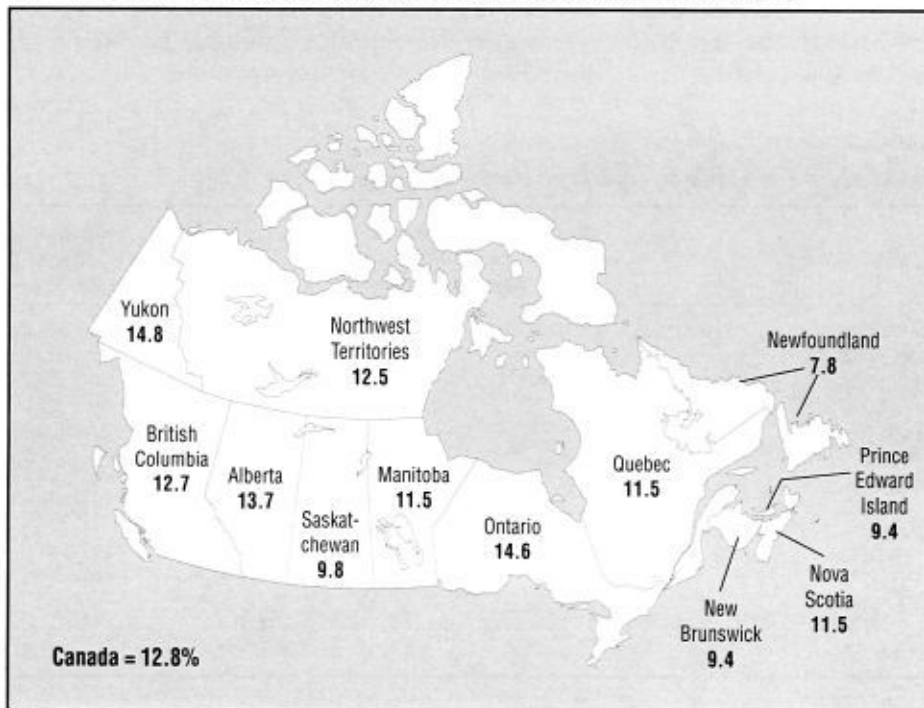 Yukon
14.8
Northwest
Territories
12.5
Newfoundland
7.8
British
Columbia
12.7
Alberta
13.7
Saskat-
chewan
9.8
Manitoba
11.5
Ontario
14.6
Quebec
11.5
Prince
Edward
Island
9.4
Nova
Scotia
11.5
New
Brunswick
9.4
Canada = 12.8%